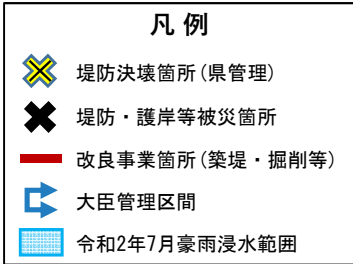 凡例
堤防決壊箇所(県管理)
堤防・護岸等被災箇所
改良事業箇所(築堤・掘削等)
大臣管理区間
令和2年7月豪雨浸水範囲